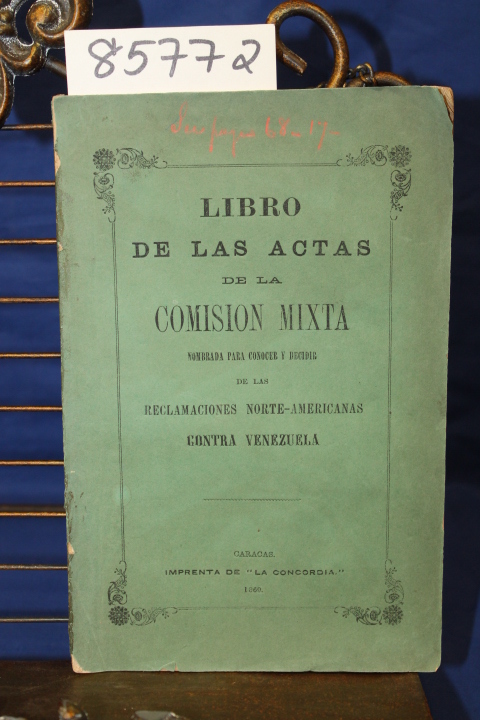 85772
LIBRO
DE LAS ACTAS
DE LA
COMISION MIXTA
NOMBRADA PARA CONOCER Y DECIDIR
DE LAS
RECLAMACIONES NORTE-AMERICANAS
CONTRA VENEZUELA
CARACAS.
IMPRENTA DE "LA CONCORDIA."